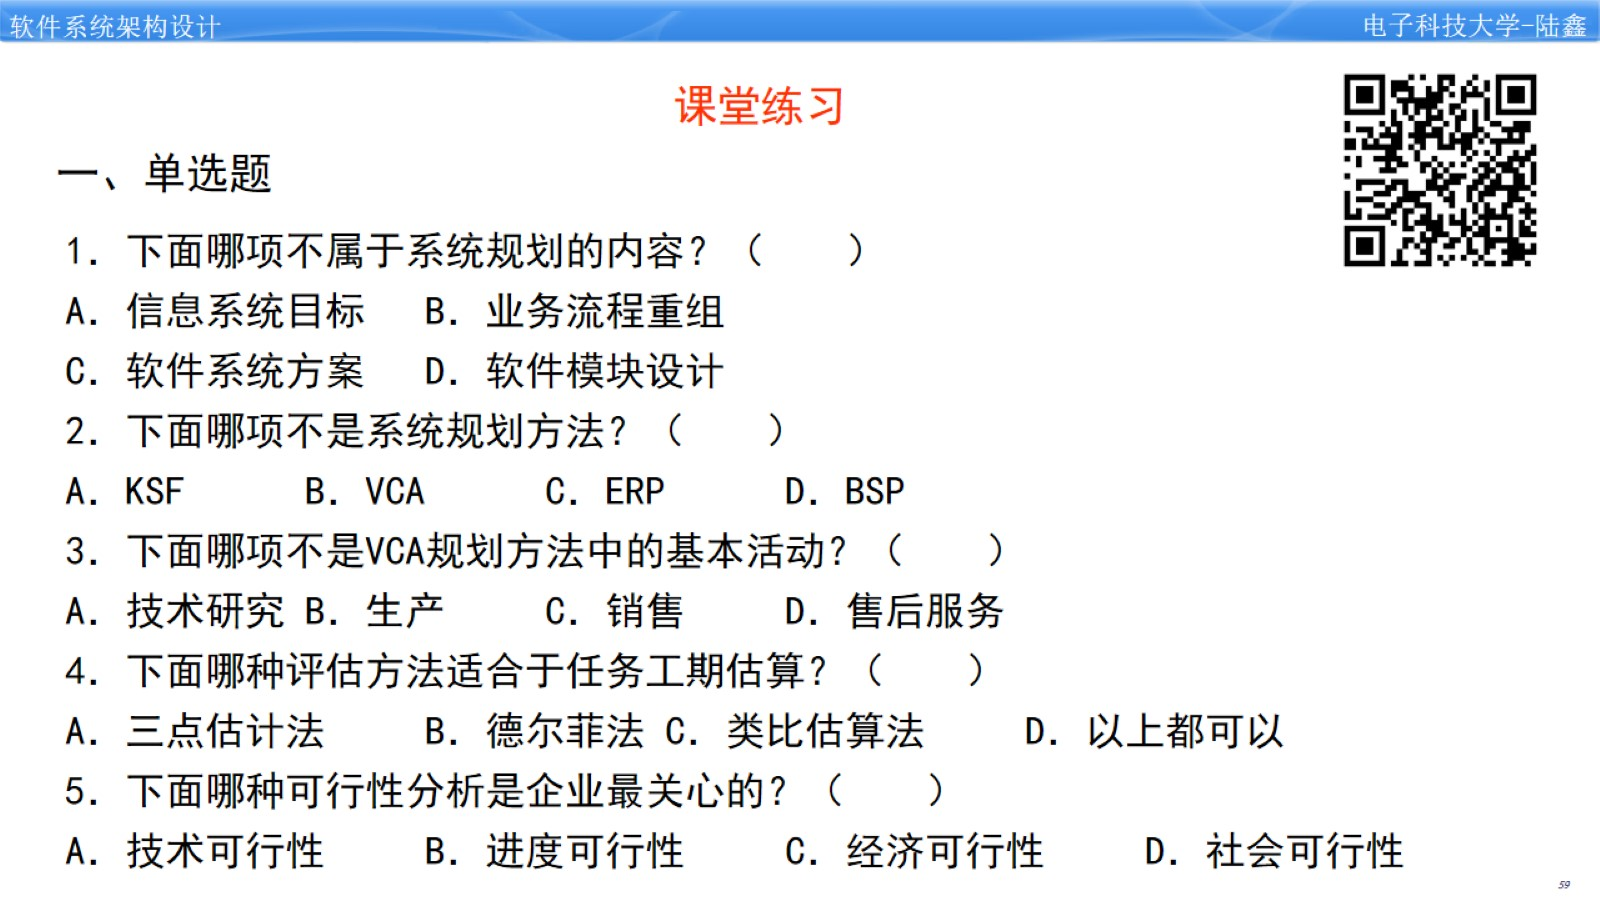 软件系统架构设计
电子科技大学-陆鑫
课堂练习
一、单选题
1. 下面哪项不属于系统规划的内容？（ ）
A. 信息系统目标 B. 业务流程重组
C. 软件系统方案 D. 软件模块设计
2. 下面哪项不是系统规划方法？（ ）
A. KSF B. VCA C. ERP D. BSP
3. 下面哪项不是VCA规划方法中的基本活动？（ ）
A. 技术研究 B. 生产 C. 销售 D. 售后服务
4. 下面哪种评估方法适合于任务工期估算？（ ）
A. 三点估计法 B. 德尔菲法 C. 类比估算法 D. 以上都可以
5. 下面哪种可行性分析是企业最关心的？（ ）
A. 技术可行性 B. 进度可行性 C. 经济可行性 D. 社会可行性
59